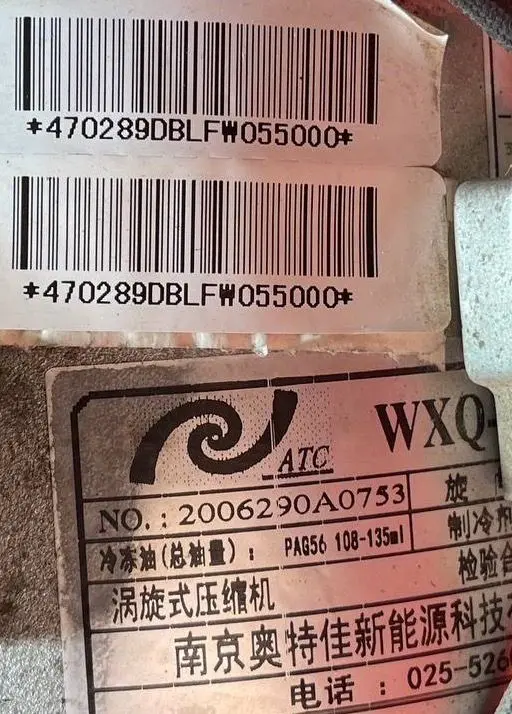 *470289DBLFW055000*
*470289DBLFW055000*
ATC
WXQ-
NO.: 2006290A0753
旋
冷冻油(总油量): PAG56 108-135ml
制冷剂
检验合
涡旋式压缩机
南京奥特佳新能源科技
电话: 025-526